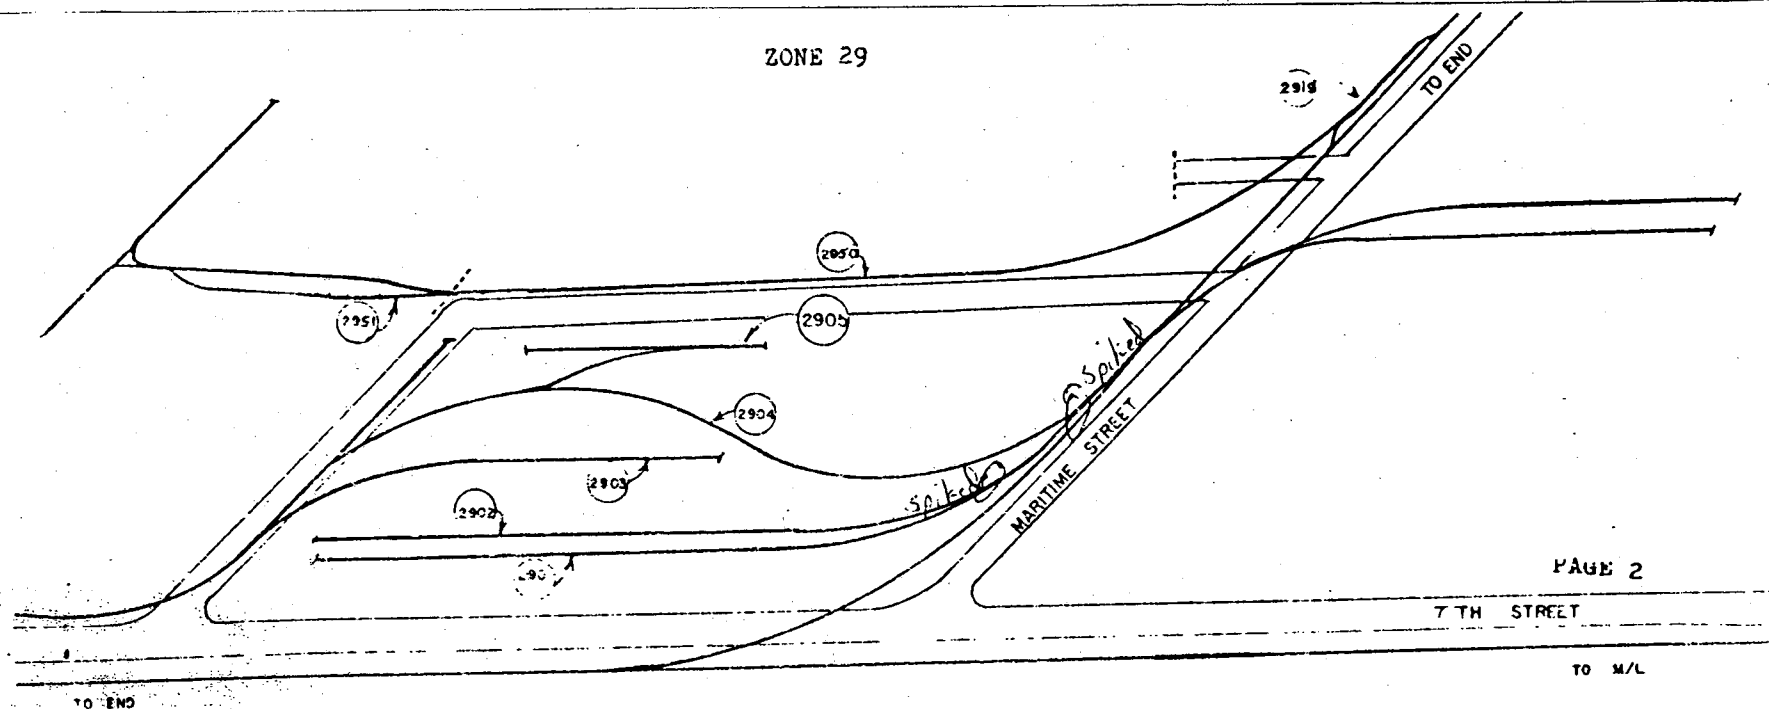 ZONE 29
TO END
2950
2951
2905
Spiked
2904
MARITIME STREET
2903
Spiked
2902
290
PAGE 2
7 TH STREET
TO M/L
TO END